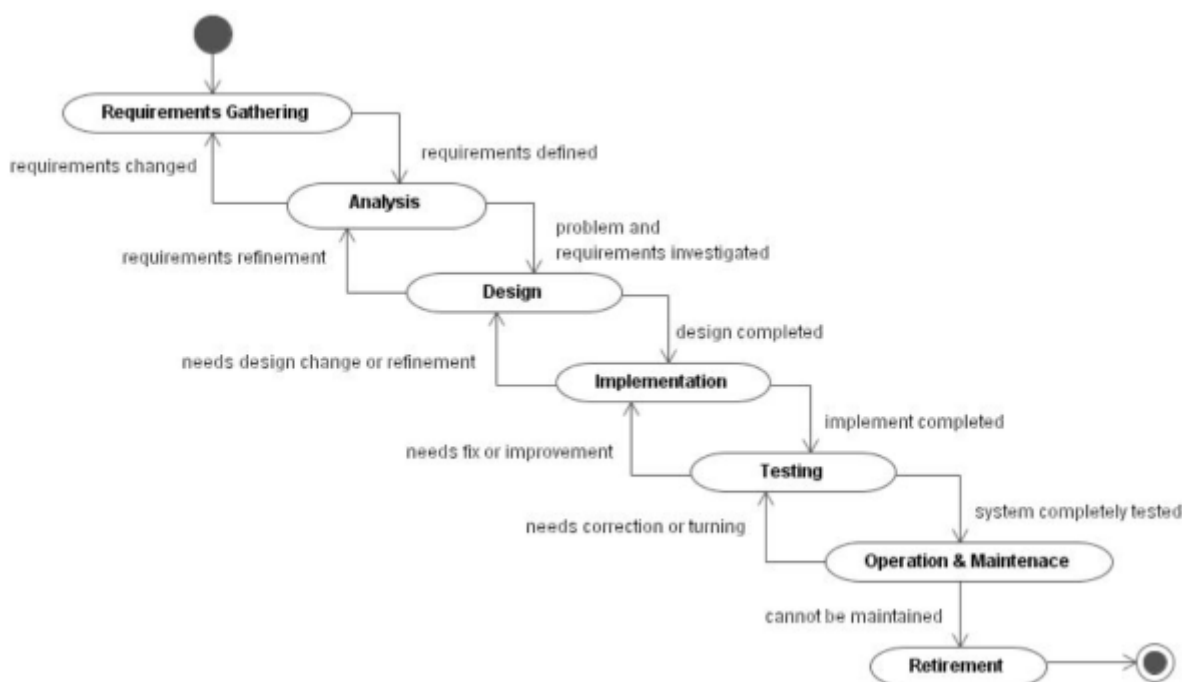 Requirements Gathering
requirements changed
requirements defined
Analysis
problem and
requirements investigated
requirements refinement
Design
design completed
needs design change or refinement
Implementation
implement completed
needs fix or improvement
Testing
system completely tested
needs correction or turning
Operation & Maintenace
cannot be maintained
Retirement